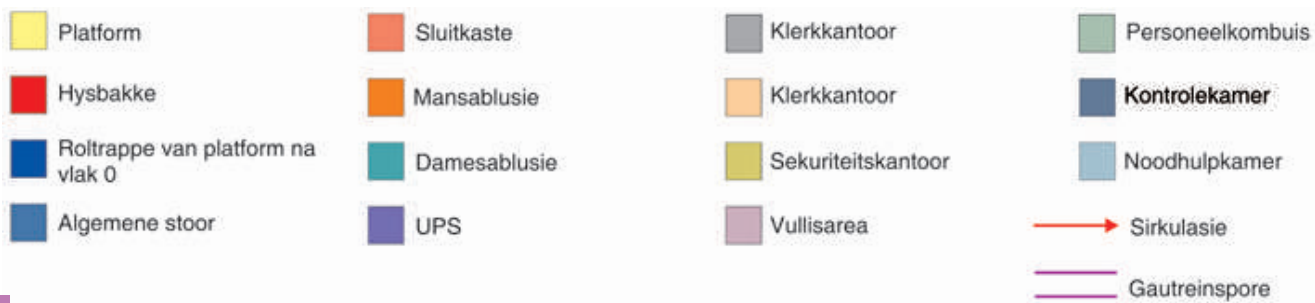 Platform
Hysbakke
Roltrappe van platform na
vlak 0
Algemene stoor
Sluitkaste
Mansablusie
Damesablusie
UPS
Klerkkantoor
Klerkkantoor
Sekuriteitskantoor
Vullisarea
Personeelkombuis
Kontrolekamer
Noodhulpkamer
Sirkulasie
Gautreinspore